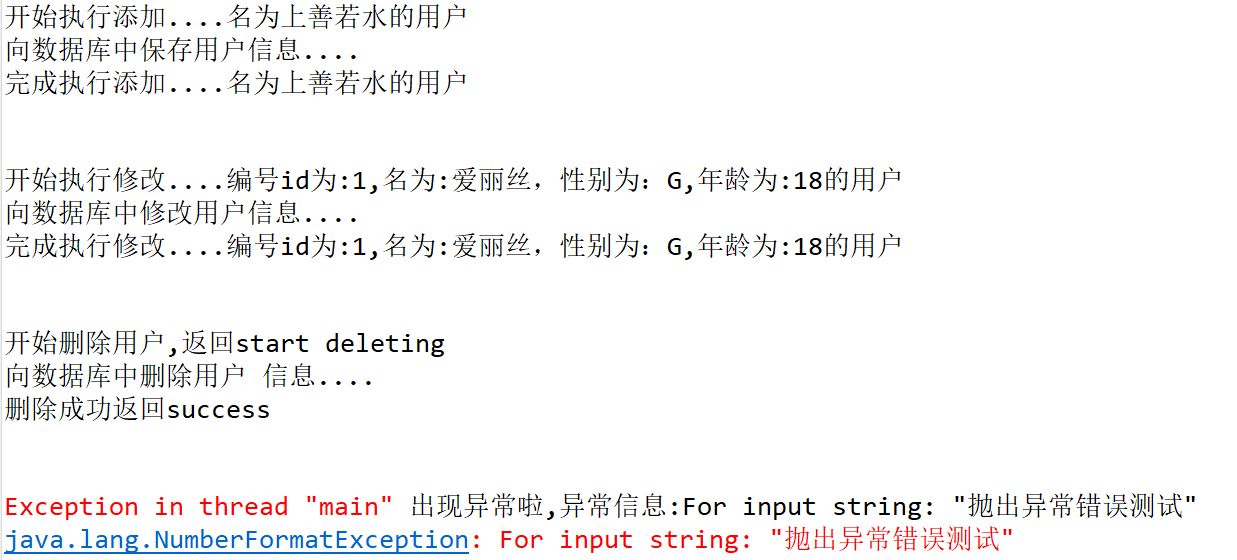 开始执行添加....名为上善若水的用户
向数据库中保存用户信息....
完成执行添加....名为上善若水的用户
开始执行修改....编号id为:1,名为:爱丽丝，性别为：G,年龄为:18的用户
向数据库中修改用户信息....
完成执行修改....编号id为:1,名为:爱丽丝，性别为：G,年龄为:18的用户
开始删除用户,返回start deleting
向数据库中删除用户 信息....
删除成功返回success
Exception in thread "main" 出现异常啦,异常信息:For input string: "抛出异常错误测试"
java.lang.NumberFormatException: For input string: "抛出异常错误测试"